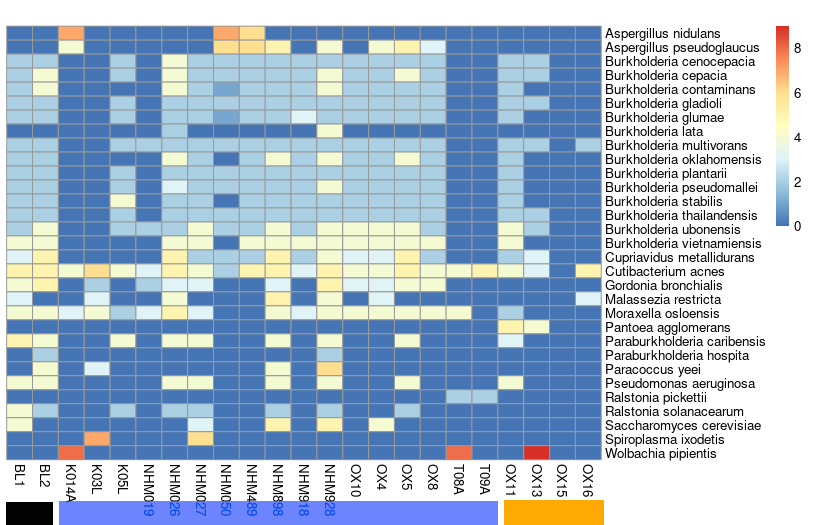 Aspergillus nidulans
Aspergillus pseudoglaucus
Burkholderia cenocepacia
Burkholderia cepacia
Burkholderia contaminans
Burkholderia gladioli
Burkholderia glumae
Burkholderia lata
Burkholderia multivorans
Burkholderia oklahomensis
Burkholderia plantarii
Burkholderia pseudomallei
Burkholderia stabilis
Burkholderia thailandensis
Burkholderia ubonensis
Burkholderia vietnamiensis
Cupriavidus metallidurans
Cutibacterium acnes
Gordonia bronchialis
Malassezia restricta
Moraxella osloensis
Pantoea agglomerans
Paraburkholderia caribensis
Paraburkholderia hospita
Paracoccus yeei
Pseudomonas aeruginosa
Ralstonia pickettii
Ralstonia solanacearum
Saccharomyces cerevisiae
Spiroplasma ixodetis
Wolbachia pipientis
8
6
4
2
0
BL1
BL2
K014A
K03L
K05L
NHM019
NHM026
NHM027
NHM050
NHM489
NHM898
NHM918
NHM928
OX10
OX4
OX5
OX8
T08A
T09A
OX11
OX13
OX15
OX16